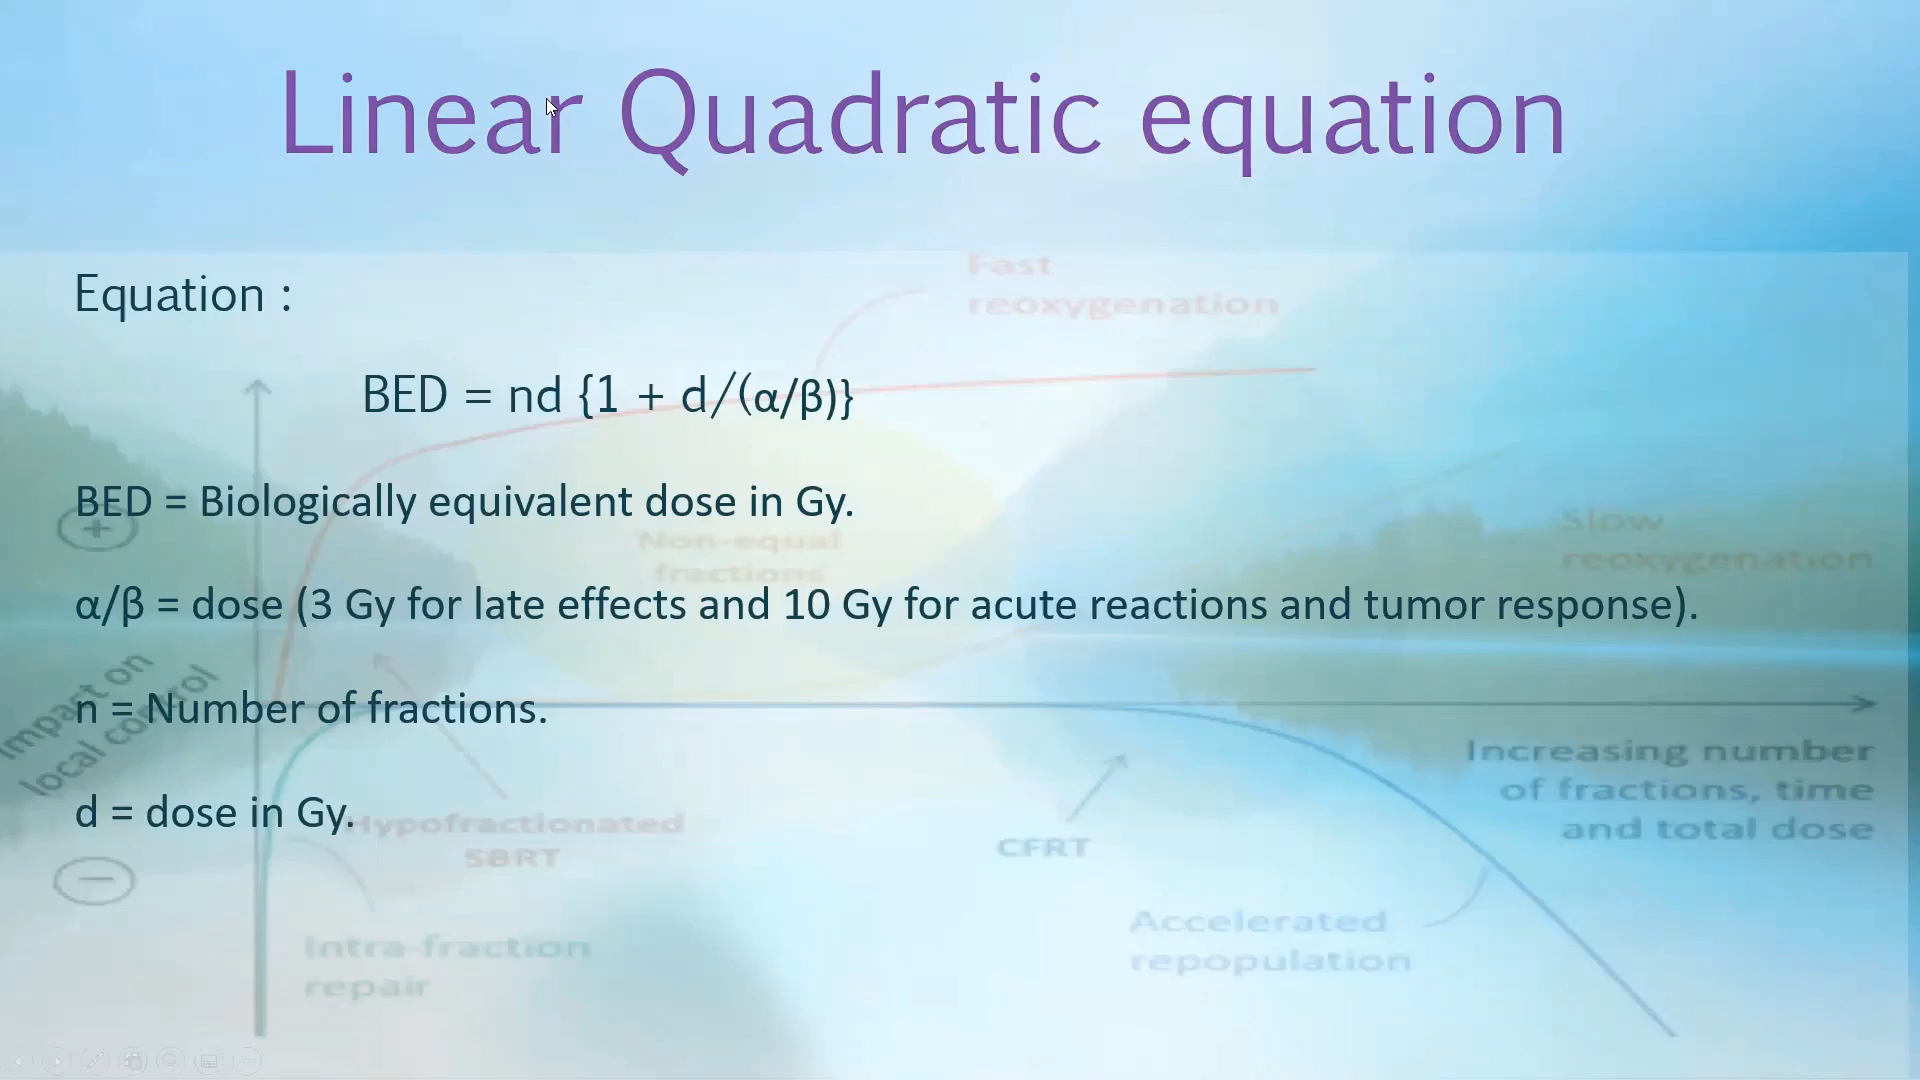 Linear Quadratic equation
Equation :
BED = nd {1 + d/(α/β)}
BED = Biologically equivalent dose in Gy.
α/β = dose (3 Gy for late effects and 10 Gy for acute reactions and tumor response).
n = Number of fractions.
d = dose in Gy.
Fast
reoxygenation
Non-equal
fractions
Slow
reoxygenation
Impact on
local control
Increasing number
of fractions, time
and total dose
Hypofractionated
SBRT
CFRT
Intra-fraction
repair
Accelerated
repopulation